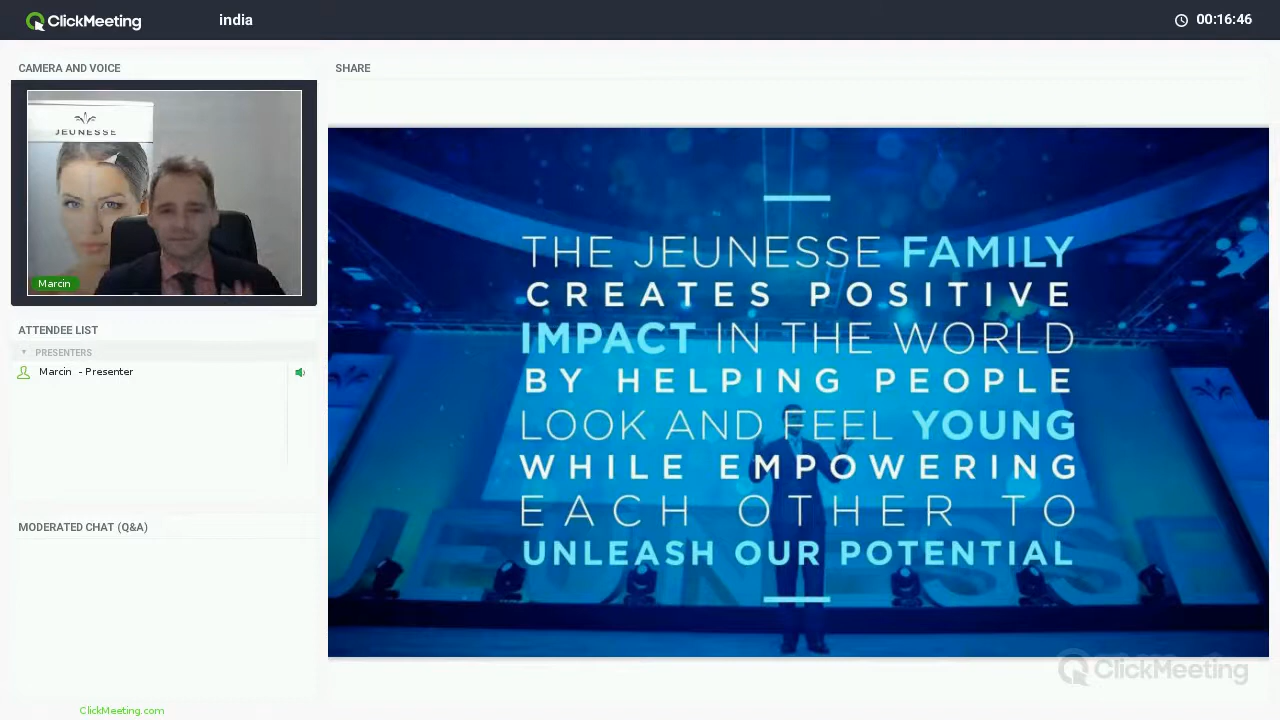 ClickMeeting
india
00:16:46
CAMERA AND VOICE
SHARE
JEUNESSE
Marcin
ATTENDEE LIST
PRESENTERS
Marcin - Presenter
MODERATED CHAT (Q&A)
THE JEUNESSE FAMILY
CREATES POSITIVE
IMPACT IN THE WORLD
BY HELPING PEOPLE
LOOK AND FEEL YOUNG
WHILE EMPOWERING
EACH OTHER TO
UNLEASH OUR POTENTIAL
JEUNESSE
ClickMeeting
ClickMeeting.com